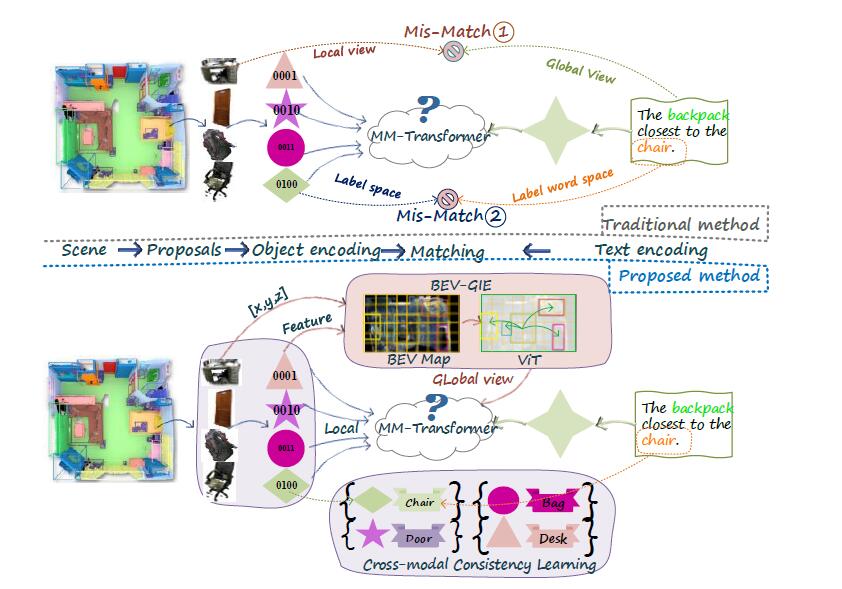 Mis-Match ①
Local view
Global View
0001
0010
0011
0100
?
MM-Transformer
The backpack
closest to the
chair.
Label space
Label word space
Mis-Match ②
Traditional method
Scene
Proposals
Object encoding
Matching
Text encoding
Proposed method
BEV-GIE
[x,y,z]
Feature
BEV Map
ViT
GLobal view
0001
0010
0011
0100
Local
?
MM-Transformer
The backpack
closest to the
chair.
{ Chair } { Bag }
{ Door } { Desk }
Cross-modal Consistency Learning